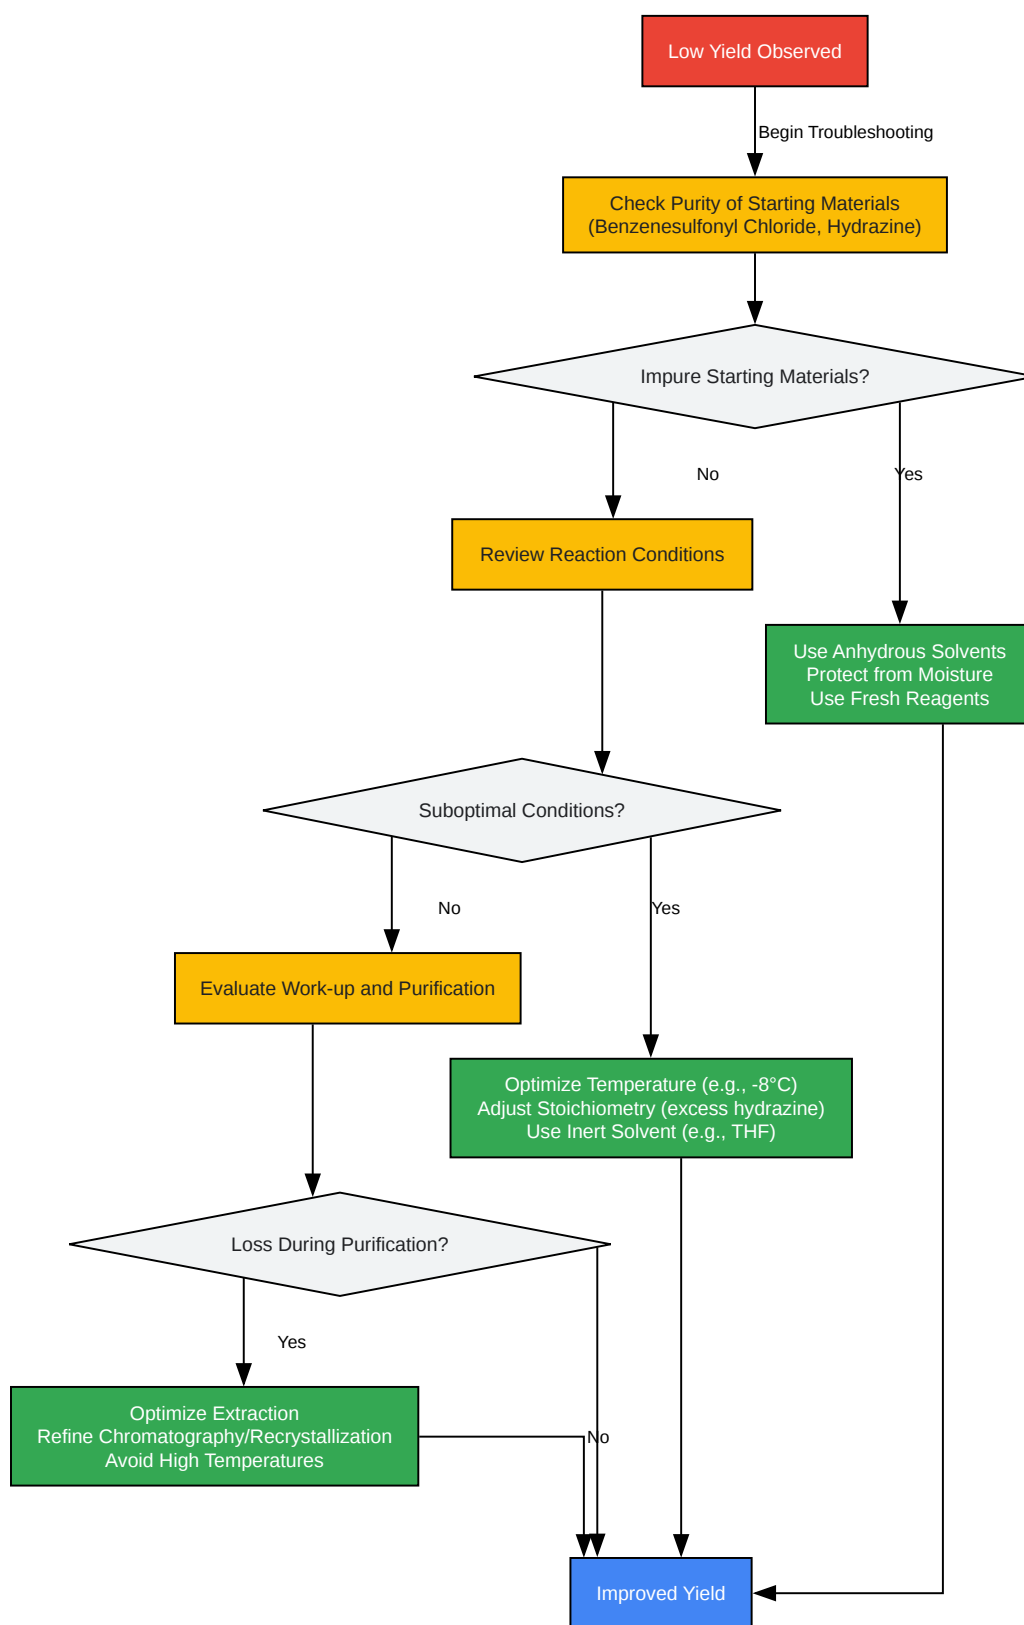 Low Yield Observed
Begin Troubleshooting
Check Purity of Starting Materials
(Benzenesulfonyl Chloride, Hydrazine)
Impure Starting Materials?
No
Yes
Review Reaction Conditions
Use Anhydrous Solvents
Protect from Moisture
Use Fresh Reagents
Suboptimal Conditions?
No
Yes
Evaluate Work-up and Purification
Optimize Temperature (e.g., -8°C)
Adjust Stoichiometry (excess hydrazine)
Use Inert Solvent (e.g., THF)
Loss During Purification?
Yes
Optimize Extraction
Refine Chromatography/Recrystallization
Avoid High Temperatures
No
Improved Yield